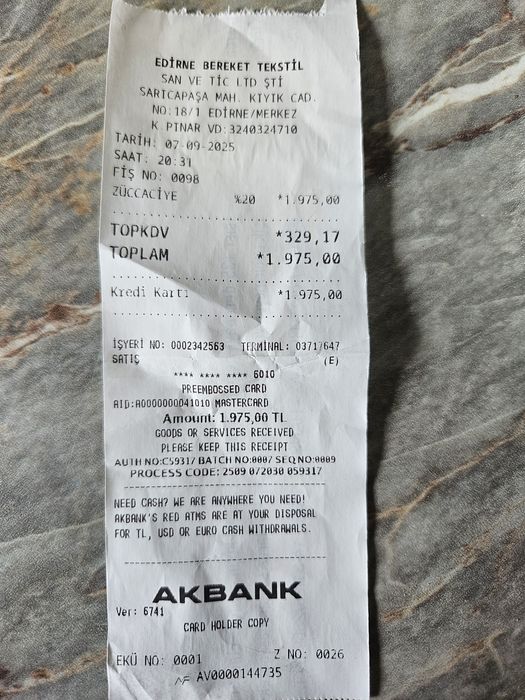 EDİRNE BEREKET TEKSTİL
SAN VE TİC LTD ŞTİ
SARICAPAŞA MAH. KIYIK CAD.
NO:18/1 EDİRNE/MERKEZ
K PINAR VD:3240324710
TARİH: 07-09-2025
SAAT: 20:31
FİŞ NO: 0098
ZÜCCACİYE %20 *1.975,00
TOPKDV *329,17
TOPLAM *1.975,00
Kredi Kartı *1.975,00
İŞYERİ NO: 0002342563 TERMİNAL: 03717647
SATIŞ (E)
**** **** **** 6010
PREEMBOSSED CARD
AID:A0000000041010 MASTERCARD
Amount: 1.975,00 TL
GOODS OR SERVICES RECEIVED
PLEASE KEEP THIS RECEIPT
AUTH NO:C59317 BATCH NO:0007 SEQ NO:0089
PROCESS CODE: 2509 072030 059317
NEED CASH? WE ARE ANYWHERE YOU NEED!
AKBANK'S RED ATMS ARE AT YOUR DISPOSAL
FOR TL, USD OR EURO CASH WITHDRAWALS.
AKBANK
Ver: 6741
CARD HOLDER COPY
EKÜ NO: 0001 Z NO: 0026
MF AV0000144735